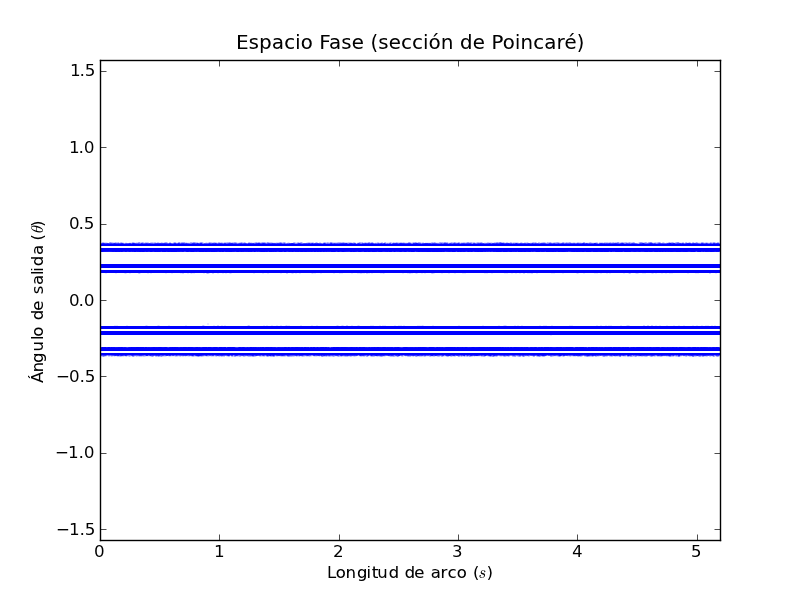 Espacio Fase (sección de Poincaré)
1.5
1.0
0.5
0.0
−0.5
−1.0
−1.5
Ángulo de salida (θ)
0 1 2 3 4 5
Longitud de arco (s)